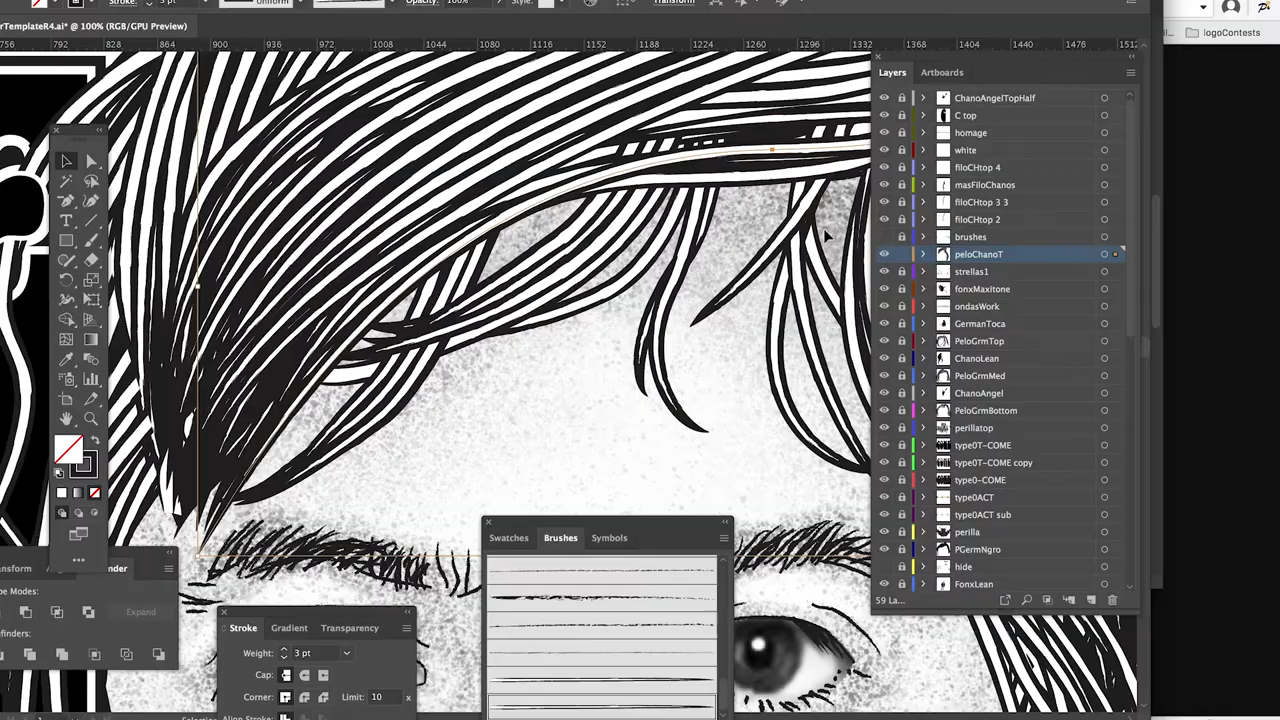 Stroke: 3 pt Uniform Opacity: 100% Style: Transform
rTemplateR4.ai* @ 100% (RGB/GPU Preview)
logoContests
756 792 828 864 900 936 972 1008 1044 1080 1116 1152 1188 1224 1260 1296 1332 1368 1404 1440 1476 1512
Layers Artboards
ChanoAngelTopHalf
C top
homage
white
filoCHtop 4
masFiloChanos
filoCHtop 3 3
filoCHtop 2
brushes
peloChanoT
strellas1
fonxMaxitone
ondasWork
GermanToca
PeloGrmTop
ChanoLean
PeloGrmMed
ChanoAngel
PeloGrmBottom
perillatop
type0T-COME
type0T-COME copy
type0-COME
type0ACT
type0ACT sub
perilla
PGermNgro
hide
FonxLean
59 La...
Swatches Brushes Symbols
ansform nder
pe Modes:
Expand
hfinders:
Stroke Gradient Transparency
Weight: 3 pt
Cap:
Corner: Limit: 10 x
Align Stroke: